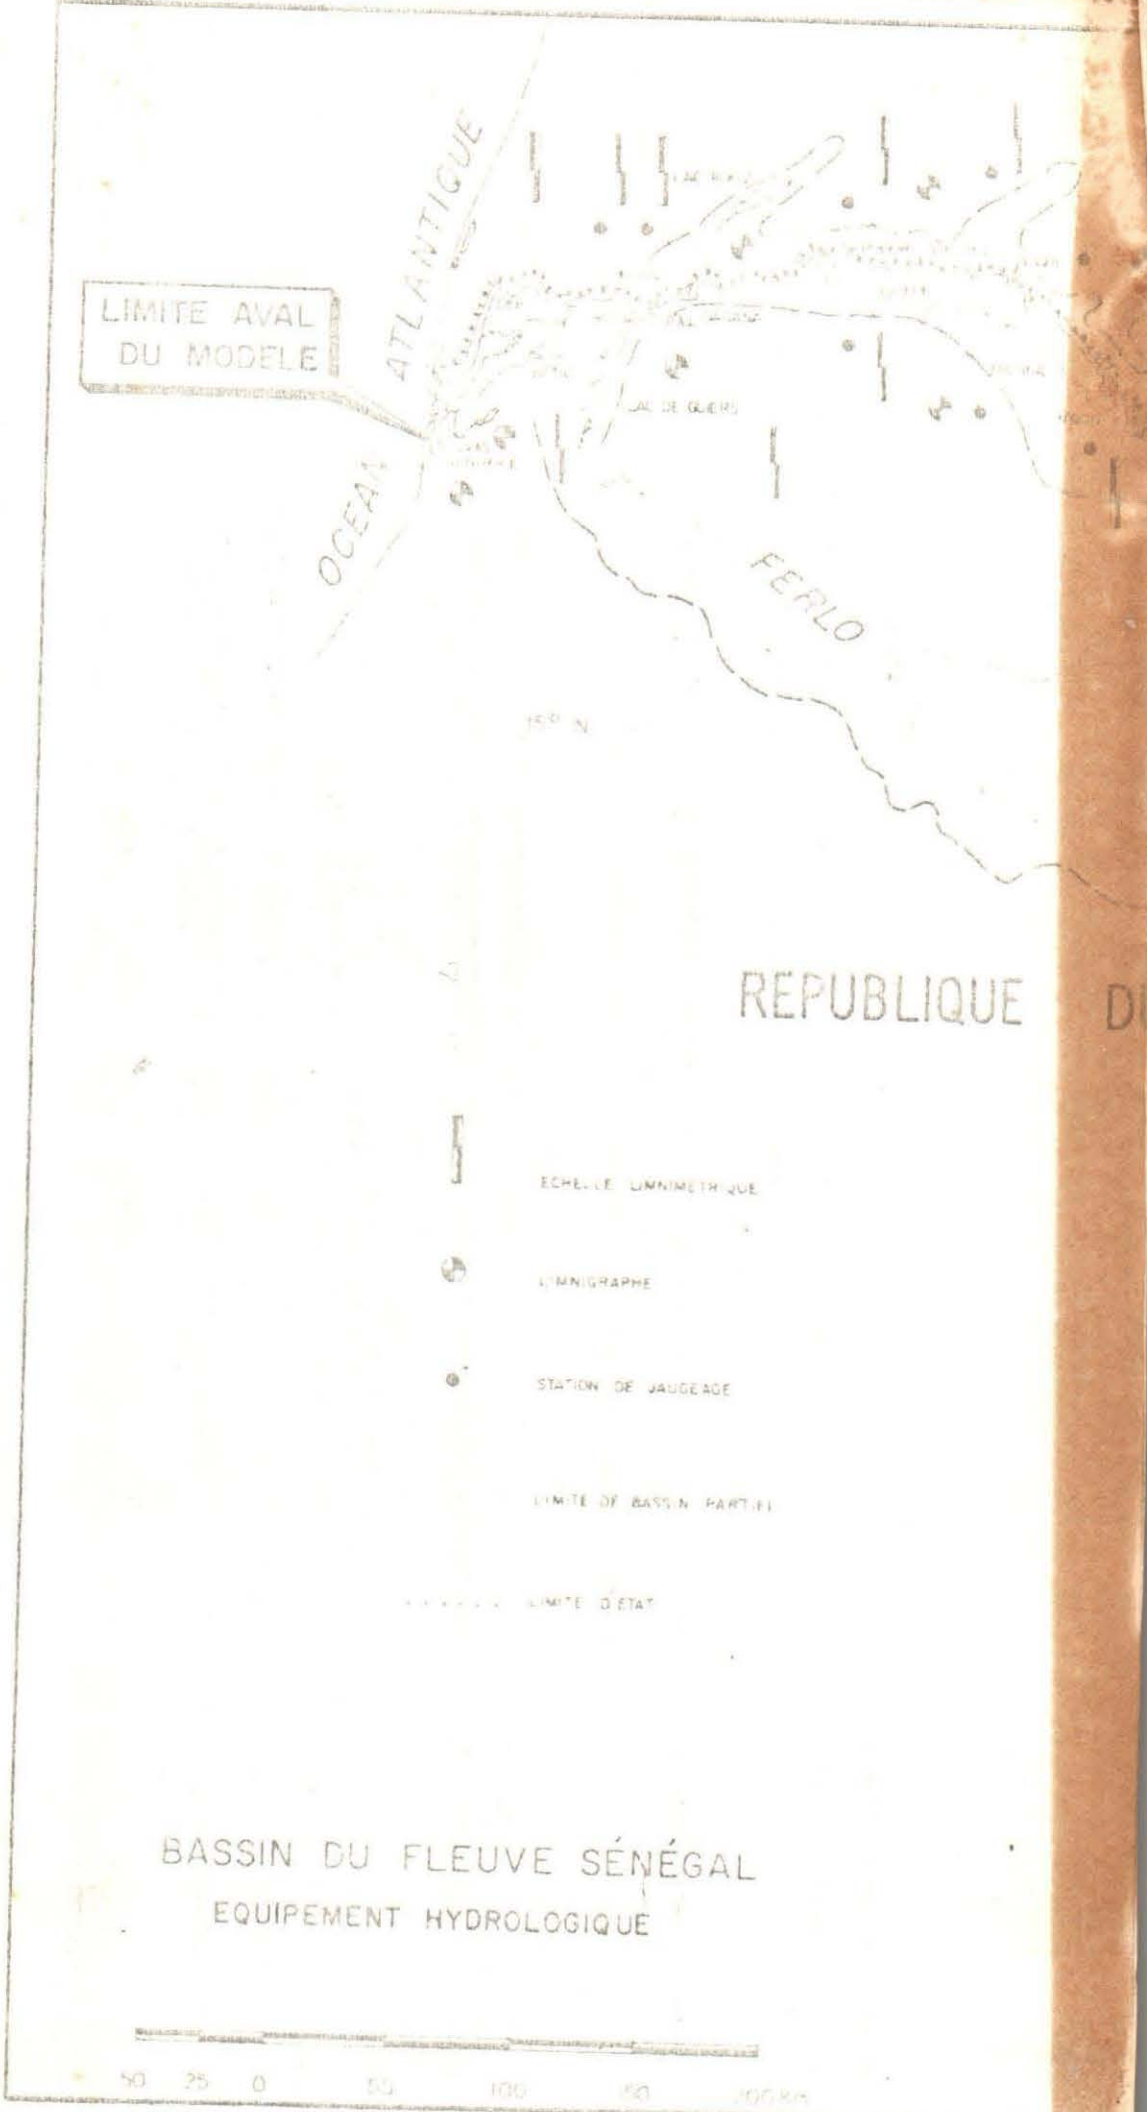 ATLANTIQUE
LIMITE AVAL
DU MODELE
LAC DE GUIERS
OCEAN
FERLO
REPUBLIQUE
ECHELLE LIMNIMETRIQUE
LIMNIGRAPHE
STATION DE JAUGEAGE
LIMITE DE BASSIN PARTIEL
LIMITE D'ETAT
BASSIN DU FLEUVE SÉNÉGAL
EQUIPEMENT HYDROLOGIQUE
50 25 0 50 100 150 200 Km